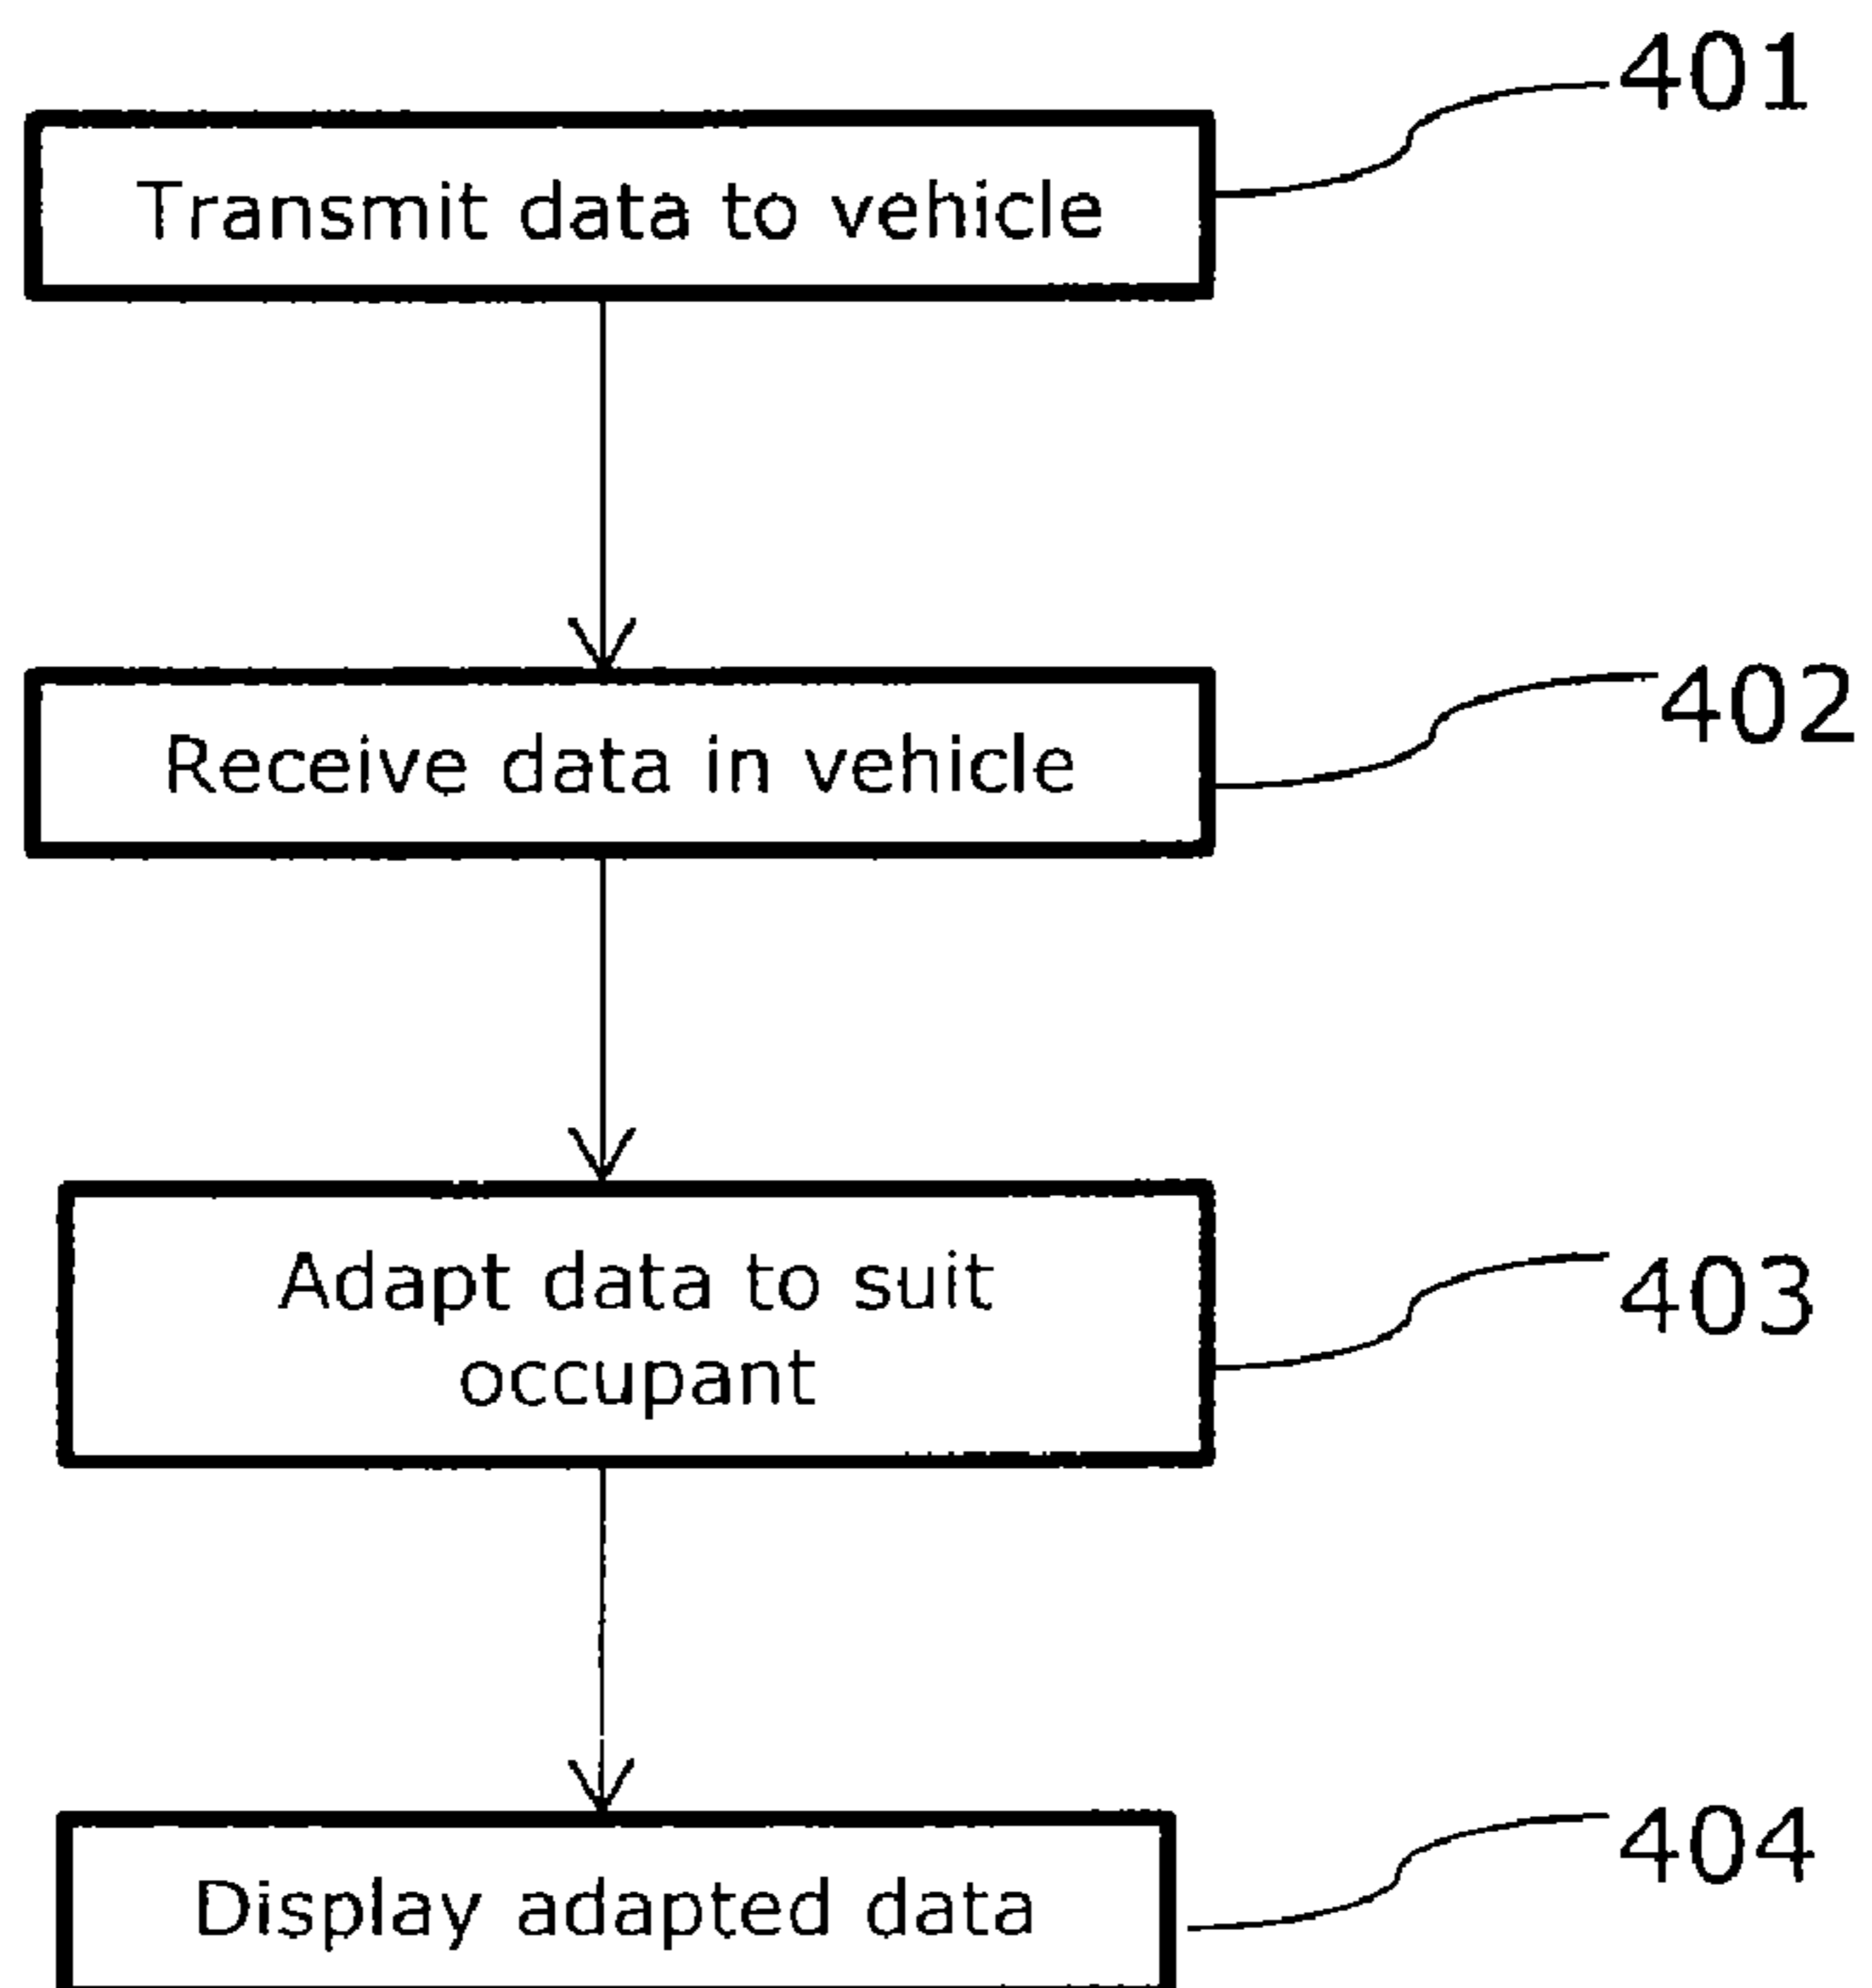 401
Transmit data to vehicle
402
Receive data in vehicle
403
Adapt data to suit
occupant
404
Display adapted data